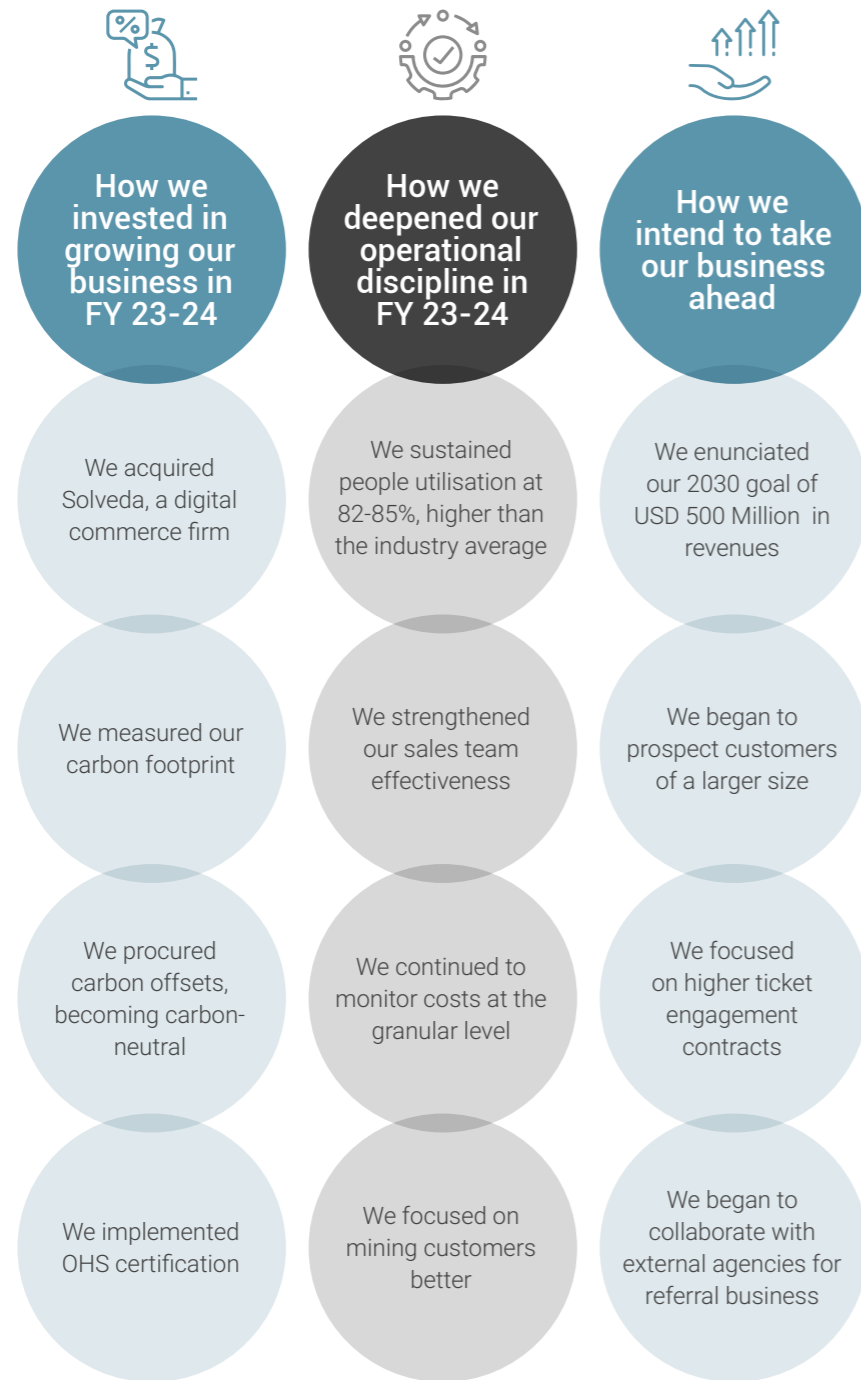 How we
invested in
growing our
business in
FY 23-24
We acquired
Solveda, a digital
commerce firm
We measured our
carbon footprint
We procured
carbon offsets,
becoming carbon-
neutral
We implemented
OHS certification
How we
deepened our
operational
discipline in
FY 23-24
We sustained
people utilisation at
82-85%, higher than
the industry average
We strengthened
our sales team
effectiveness
We continued to
monitor costs at the
granular level
We focused on
mining customers
better
How we
intend to take
our business
ahead
We enunciated
our 2030 goal of
USD 500 Million in
revenues
We began to
prospect customers
of a larger size
We focused
on higher ticket
engagement
contracts
We began to
collaborate with
external agencies for
referral business